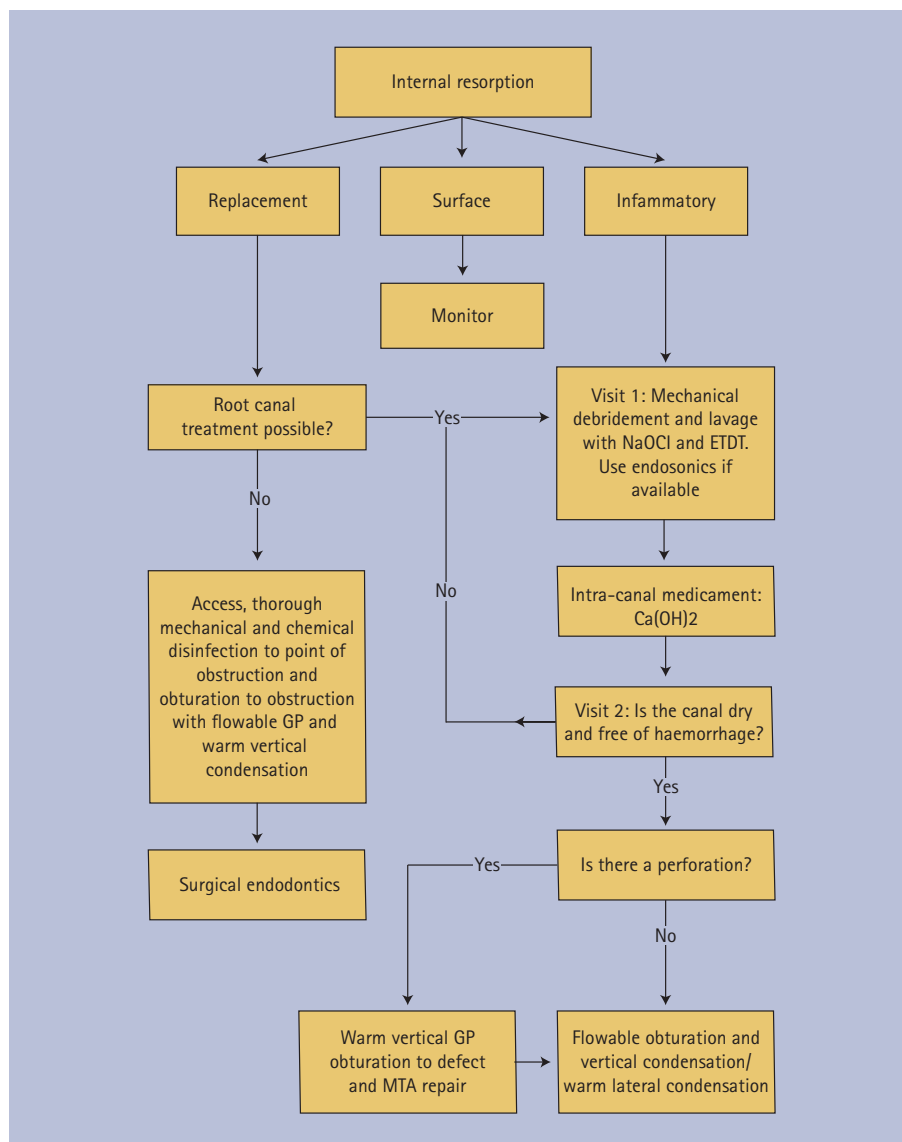 Internal resorption
Replacement
Surface
Infammatory
Monitor
Root canal
treatment possible?
Yes
Visit 1: Mechanical
debridement and lavage
with NaOCl and ETDT.
Use endosonics if
available
No
Access, thorough
mechanical and chemical
disinfection to point of
obstruction and
obturation to obstruction
with flowable GP and
warm vertical
condensation
No
Intra-canal medicament:
Ca(OH)2
Visit 2: Is the canal dry
and free of haemorrhage?
Yes
Surgical endodontics
Yes
Is there a perforation?
No
Warm vertical GP
obturation to defect
and MTA repair
Flowable obturation and
vertical condensation/
warm lateral condensation